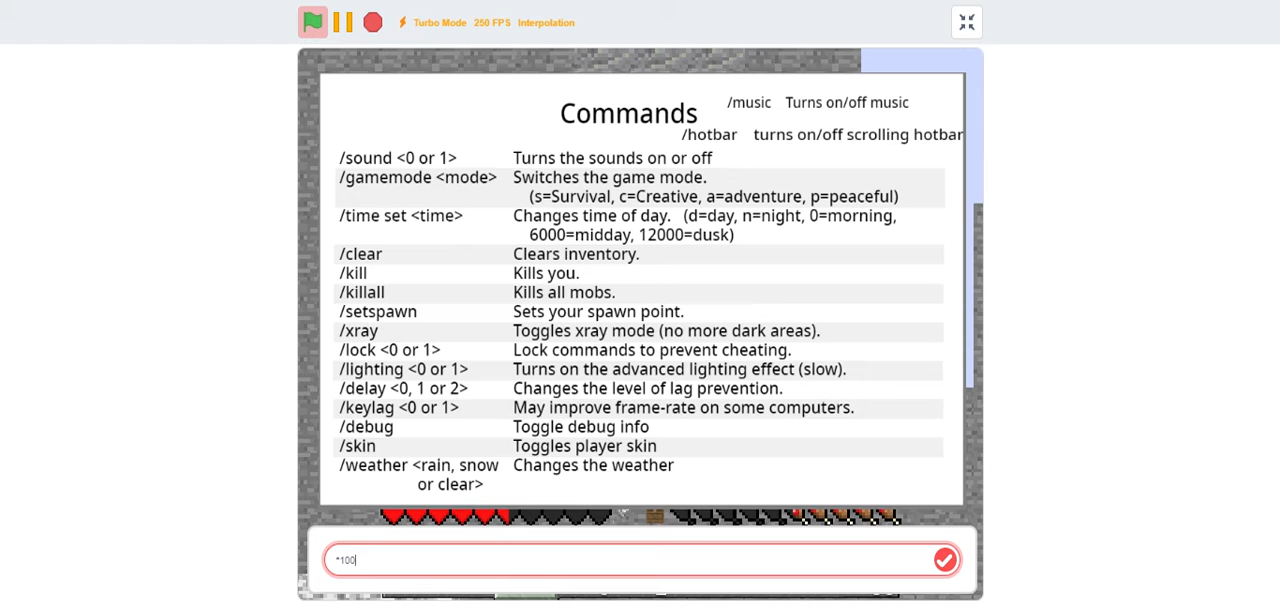 Turbo Mode 250 FPS Interpolation
Commands
/music Turns on/off music
/hotbar turns on/off scrolling hotbar
/sound <0 or 1> Turns the sounds on or off
/gamemode <mode> Switches the game mode.
(s=Survival, c=Creative, a=adventure, p=peaceful)
/time set <time> Changes time of day. (d=day, n=night, 0=morning,
6000=midday, 12000=dusk)
/clear Clears inventory.
/kill Kills you.
/killall Kills all mobs.
/setspawn Sets your spawn point.
/xray Toggles xray mode (no more dark areas).
/lock <0 or 1> Lock commands to prevent cheating.
/lighting <0 or 1> Turns on the advanced lighting effect (slow).
/delay <0, 1 or 2> Changes the level of lag prevention.
/keylag <0 or 1> May improve frame-rate on some computers.
/debug Toggle debug info
/skin Toggles player skin
/weather <rain, snow Changes the weather
or clear>
*100